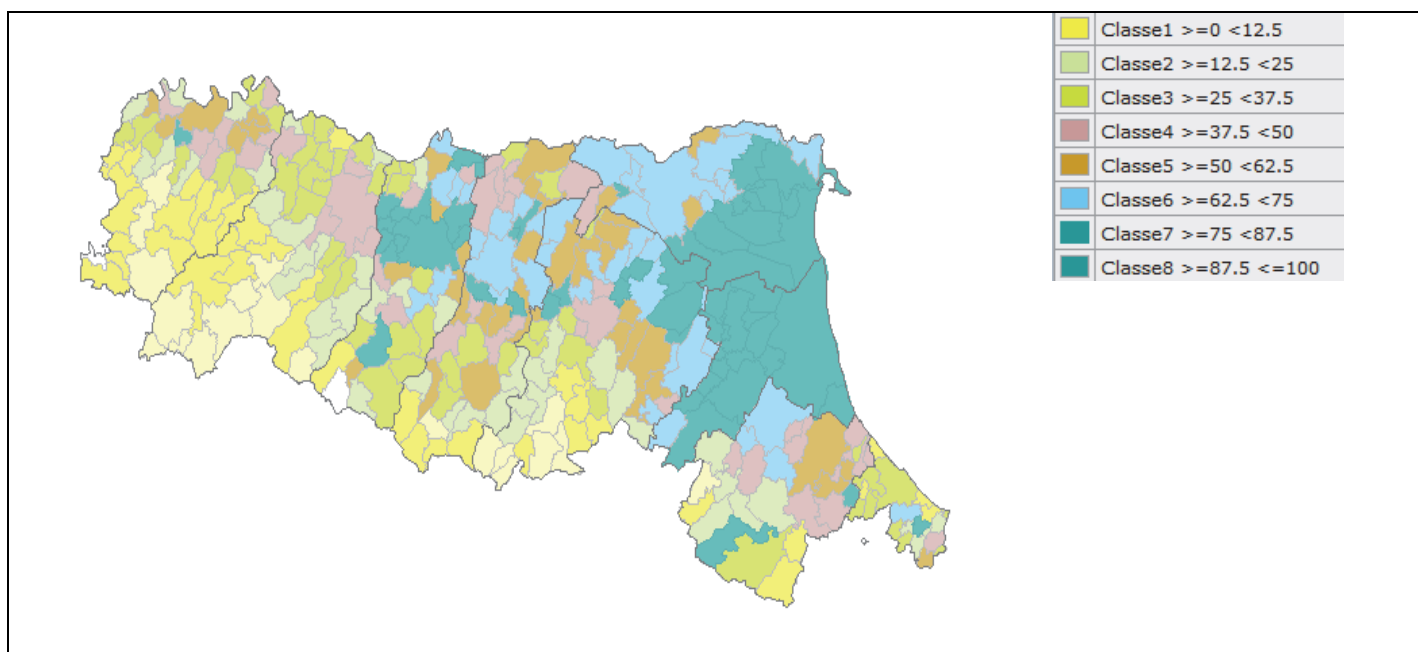 Classe1 >=0 <12.5
Classe2 >=12.5 <25
Classe3 >=25 <37.5
Classe4 >=37.5 <50
Classe5 >=50 <62.5
Classe6 >=62.5 <75
Classe7 >=75 <87.5
Classe8 >=87.5 <=100